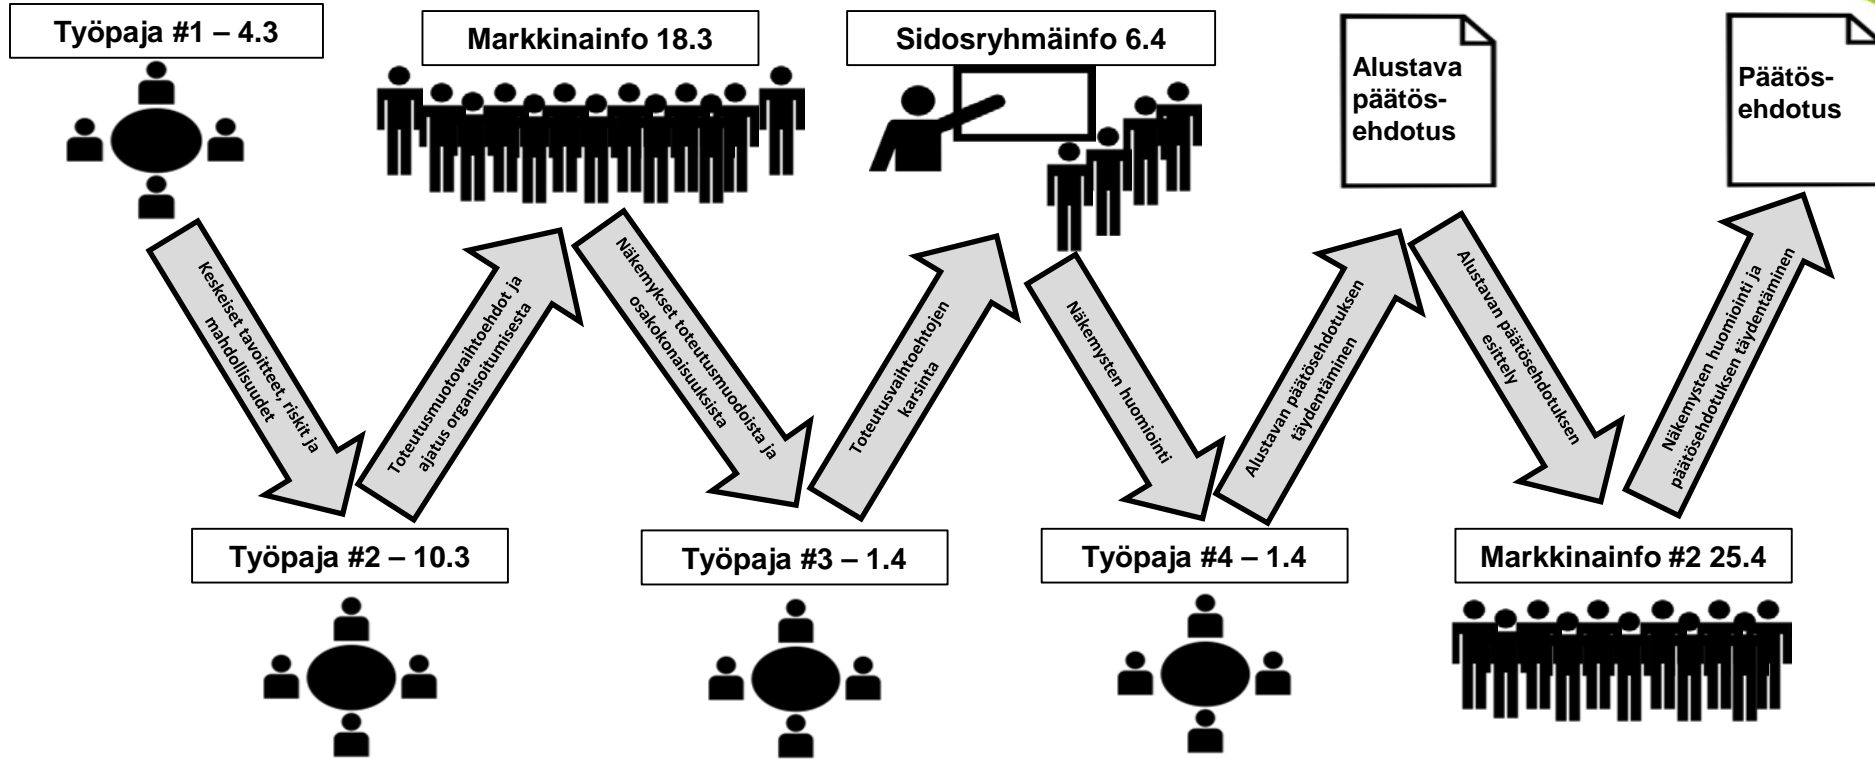 Työpaja #1 – 4.3
Markkinainfo 18.3
Sidosryhmäinfo 6.4
Alustava
päätös-
ehdotus
Päätös-
ehdotus
Keskeiset tavoitteet, riskit ja
mahdollisuudet
Toteutusmuotovaihtoehdot ja
ajatus organisoitumisesta
Näkemykset toteutusmuodoista ja
osakokonaisuuksista
Toteutusvaihtoehtojen
karsinta
Näkemysten huomiointi
Alustavan päätösehdotuksen
täydentäminen
Alustavan päätösehdotuksen
esittely
Näkemysten huomiointi ja
päätösehdotuksen täydentäminen
Työpaja #2 – 10.3
Työpaja #3 – 1.4
Työpaja #4 – 1.4
Markkinainfo #2 25.4